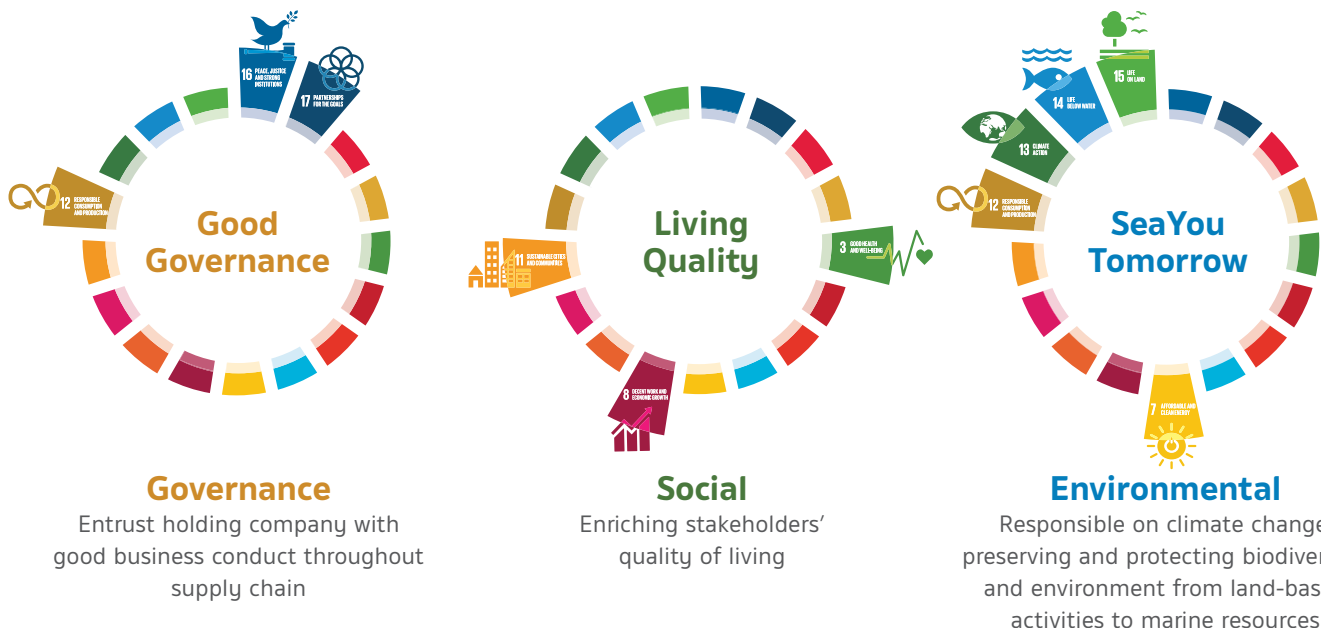 16 PEACE, JUSTICE
AND STRONG
INSTITUTIONS
17 PARTNERSHIPS
FOR THE GOALS
12 RESPONSIBLE
CONSUMPTION
AND PRODUCTION
Good
Governance
Governance
Entrust holding company with
good business conduct throughout
supply chain
3 GOOD HEALTH
AND WELL-BEING
11 SUSTAINABLE CITIES
AND COMMUNITIES
8 DECENT WORK AND
ECONOMIC GROWTH
Living
Quality
Social
Enriching stakeholders’
quality of living
15 LIFE
ON LAND
14 LIFE
BELOW WATER
13 CLIMATE
ACTION
12 RESPONSIBLE
CONSUMPTION
AND PRODUCTION
7 AFFORDABLE AND
CLEAN ENERGY
SeaYou
Tomorrow
Environmental
Responsible on climate change
preserving and protecting
and environment from
activities to marine resources